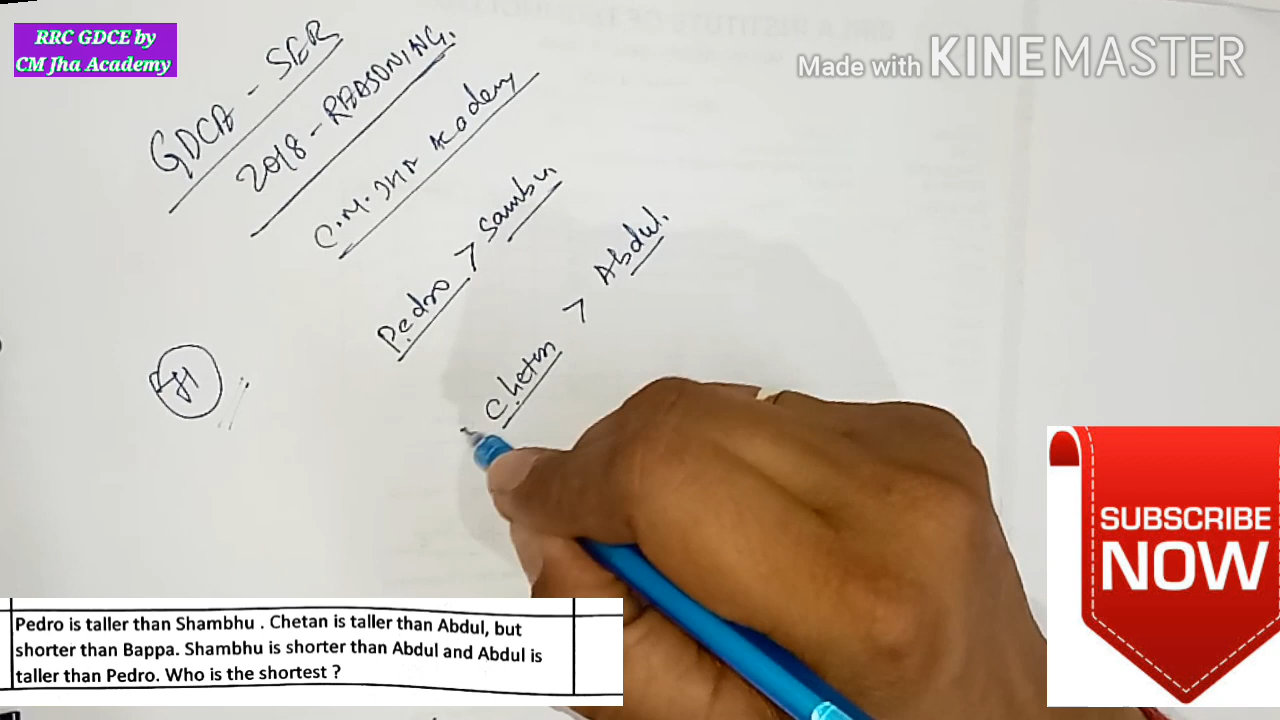 RRC GDCE by
CM Jha Academy
Made with KINEMASTER
GDCE - SER
2018 - REASONING.
C.M. JHA Academy
Pedro > Sambu
Chetan > Abdul.
SUBSCRIBE
NOW
Pedro is taller than Shambhu . Chetan is taller than Abdul, but
shorter than Bappa. Shambhu is shorter than Abdul and Abdul is
taller than Pedro. Who is the shortest ?